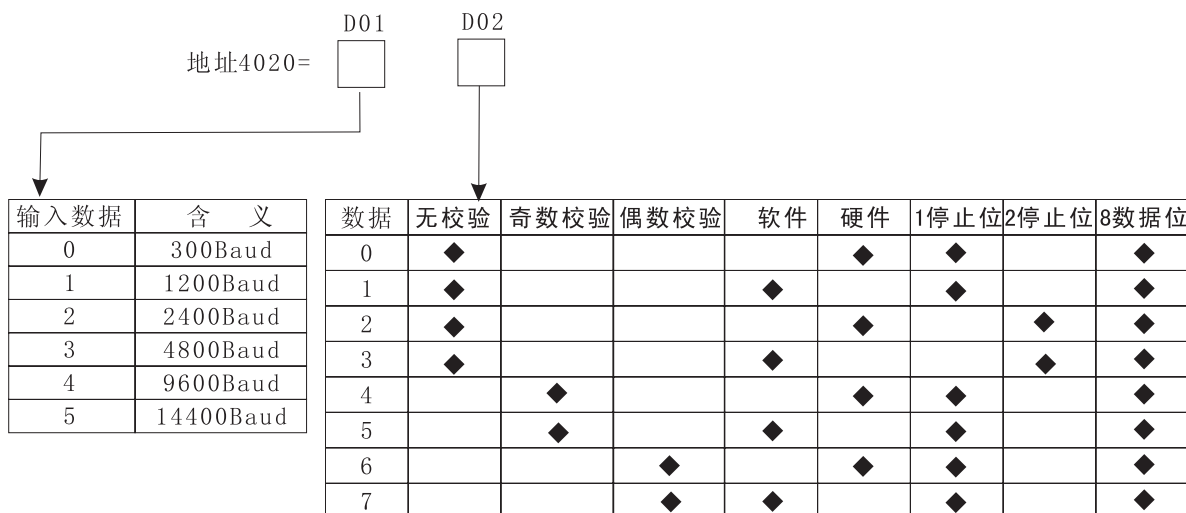 D01 D02
地址4020=
输入数据 含 义
0 300Baud
1 1200Baud
2 2400Baud
3 4800Baud
4 9600Baud
5 14400Baud
数据 无校验 奇数校验 偶数校验 软件 硬件 1停止位 2停止位 8数据位
0 ◆ ◆ ◆ ◆
1 ◆ ◆ ◆ ◆
2 ◆ ◆ ◆ ◆
3 ◆ ◆ ◆ ◆
4 ◆ ◆ ◆ ◆
5 ◆ ◆ ◆ ◆
6 ◆ ◆ ◆ ◆
7 ◆ ◆ ◆ ◆